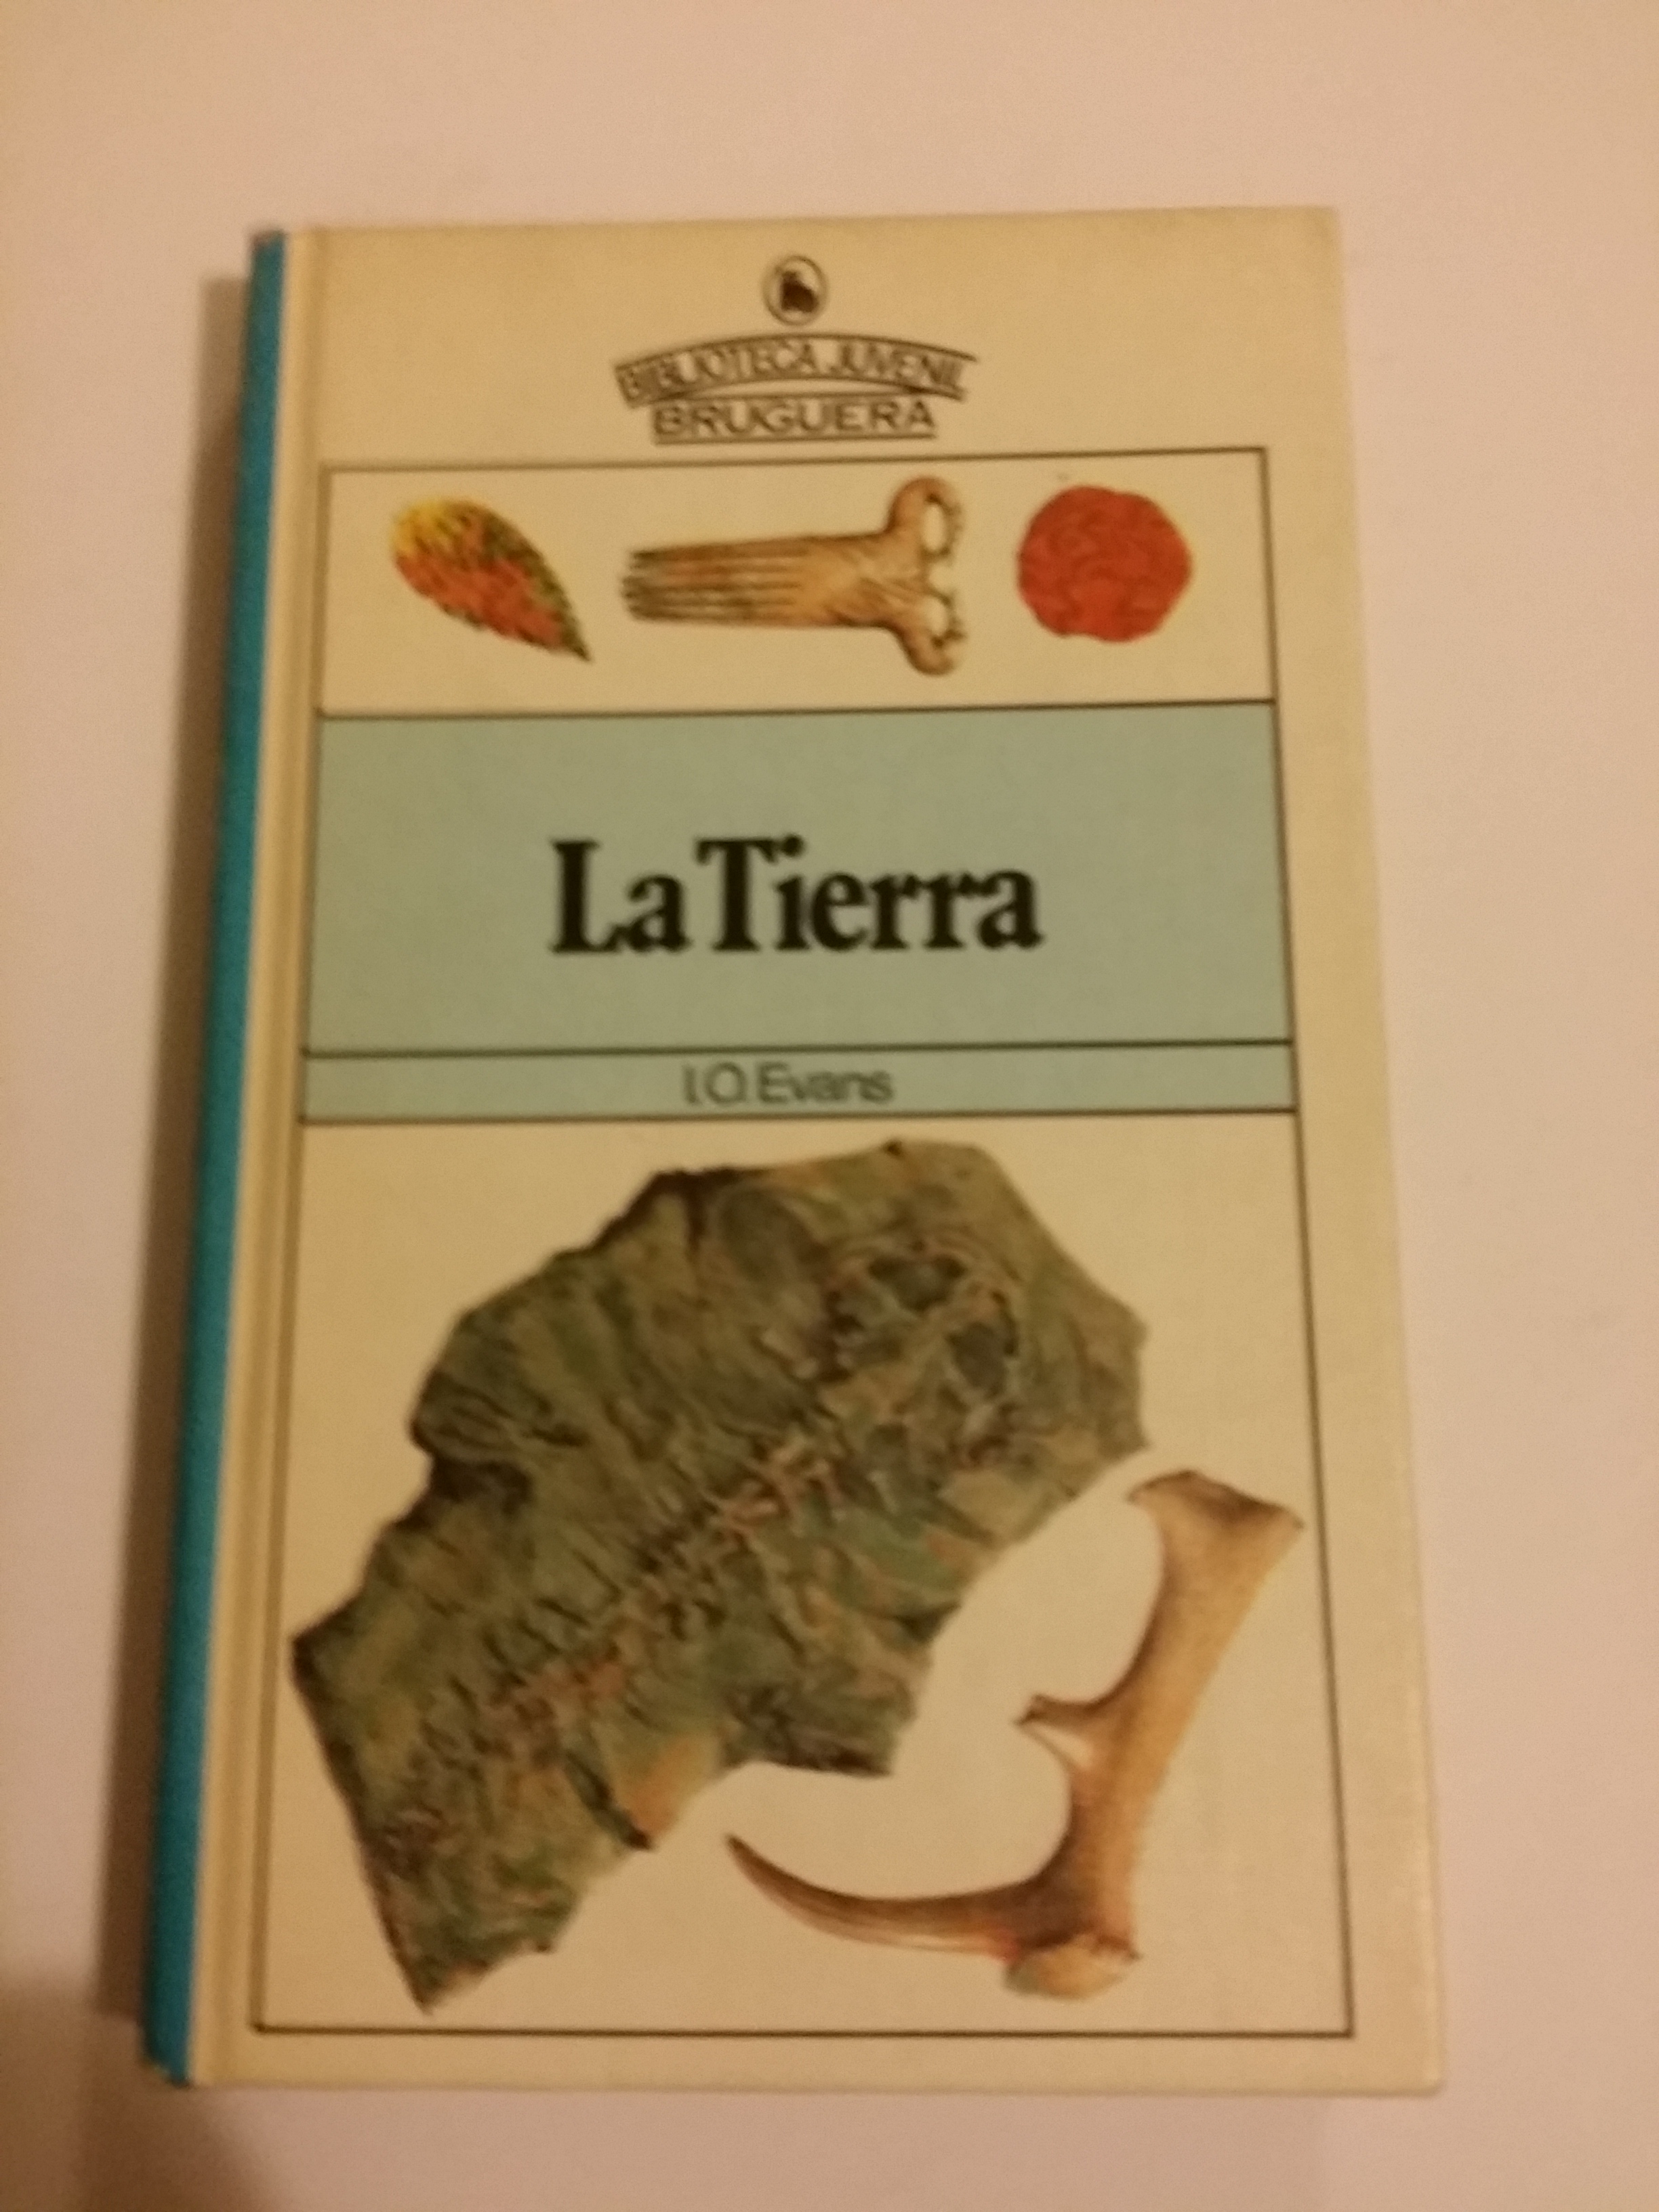 BIBLIOTECA JUVENIL
BRUGUERA
La Tierra
I.O. Evans